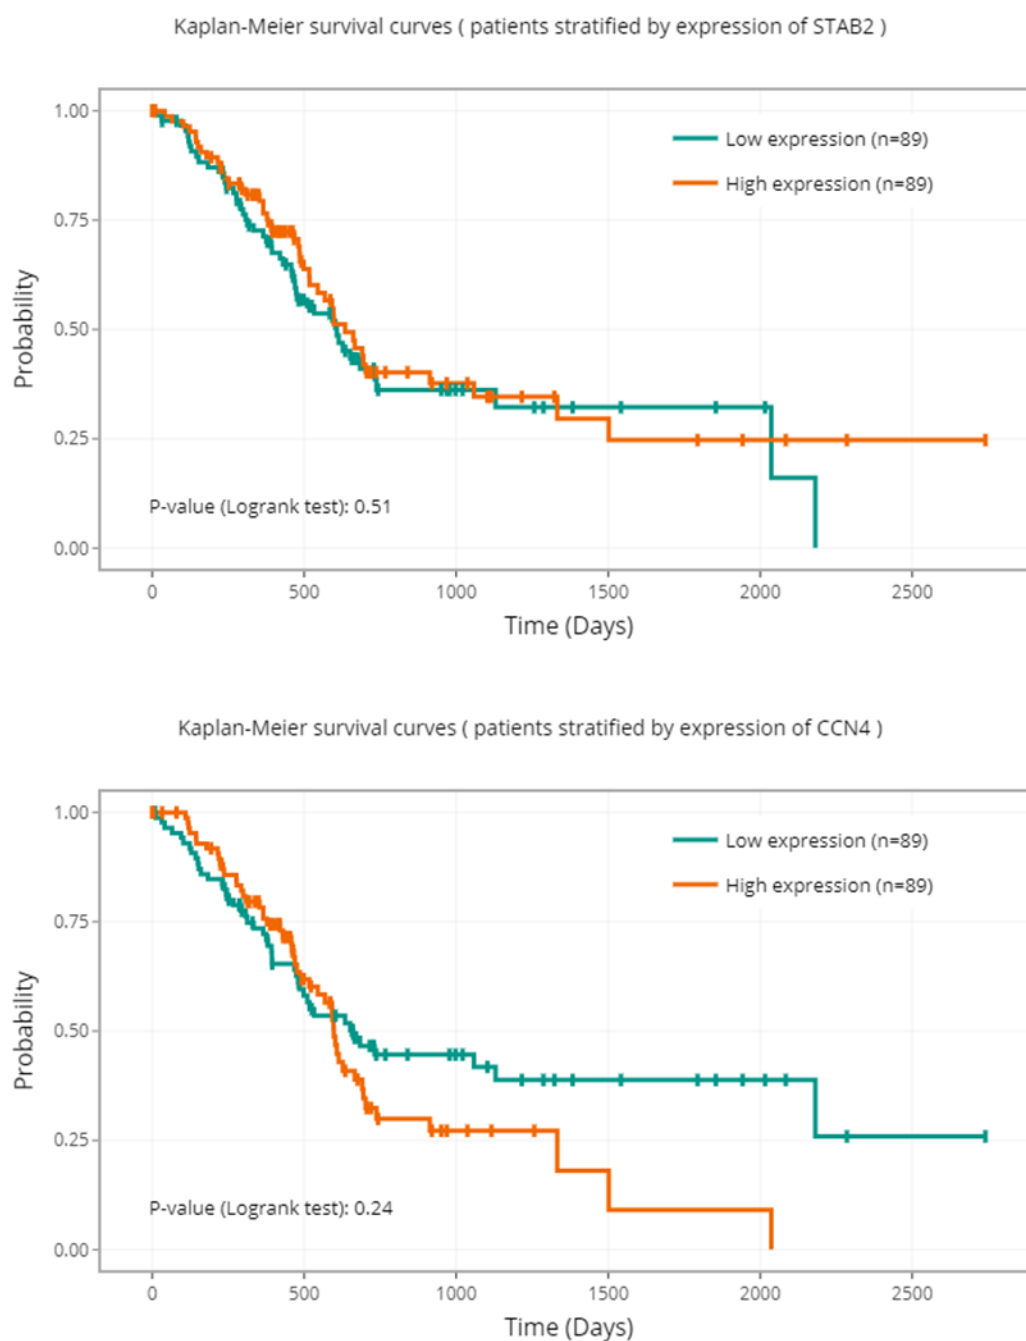 Kaplan-Meier survival curves ( patients stratified by expression of STAB2 )
1.00
0.75
0.50
0.25
0.00
Probability
Low expression (n=89)
High expression (n=89)
P-value (Logrank test): 0.51
0 500 1000 1500 2000 2500
Time (Days)
Kaplan-Meier survival curves ( patients stratified by expression of CCN4 )
1.00
0.75
0.50
0.25
0.00
Probability
Low expression (n=89)
High expression (n=89)
P-value (Logrank test): 0.24
0 500 1000 1500 2000 2500
Time (Days)